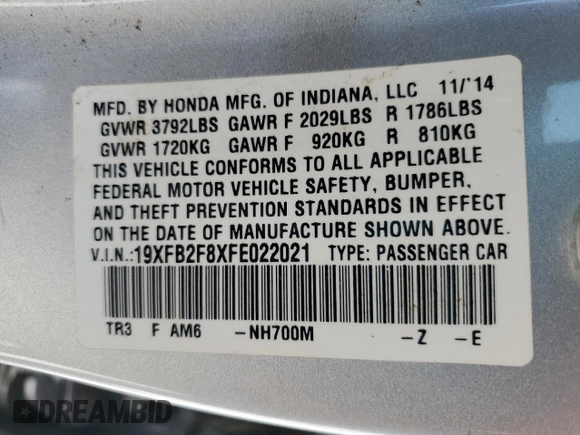 MFD. BY HONDA MFG. OF INDIANA, LLC 11/'14
GVWR 3792LBS GAWR F 2029LBS R 1786LBS
GVWR 1720KG GAWR F 920KG R 810KG
THIS VEHICLE CONFORMS TO ALL APPLICABLE
FEDERAL MOTOR VEHICLE SAFETY, BUMPER,
AND THEFT PREVENTION STANDARDS IN EFFECT
ON THE DATE OF MANUFACTURE SHOWN ABOVE.
V.I.N.:19XFB2F8XFE022021 TYPE: PASSENGER CAR
TR3 F AM6 -NH700M -Z -E
DREAMBID